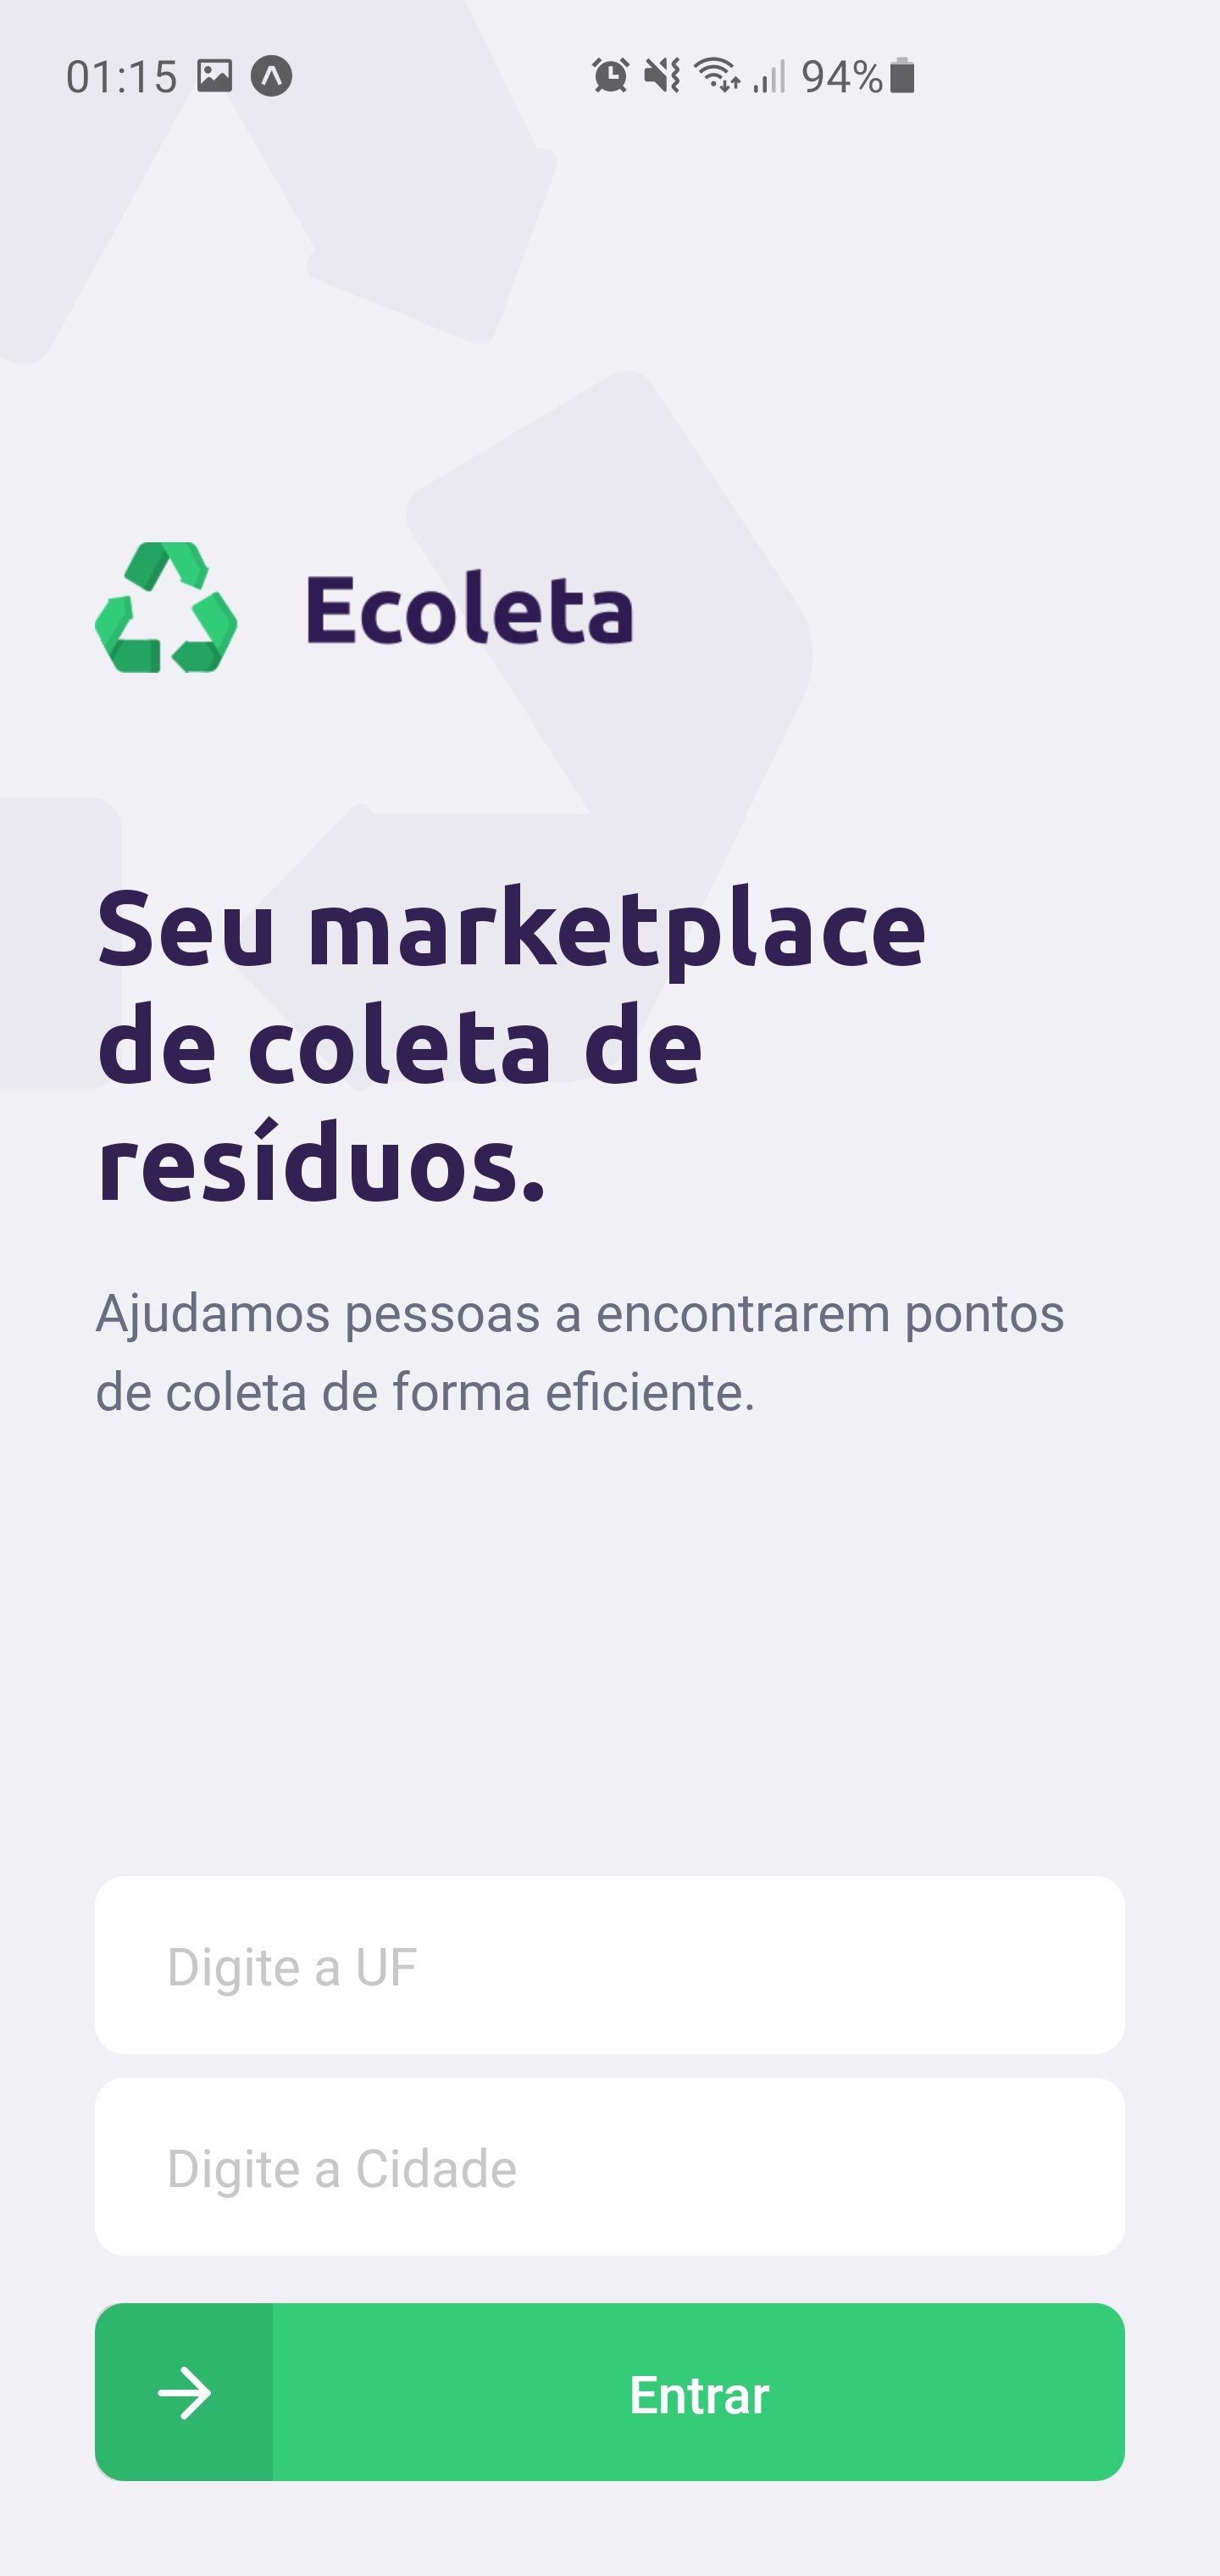 01:15 94%
Ecoleta
Seu marketplace
de coleta de
resíduos.
Ajudamos pessoas a encontrarem pontos
de coleta de forma eficiente.
Digite a UF
Digite a Cidade
Entrar